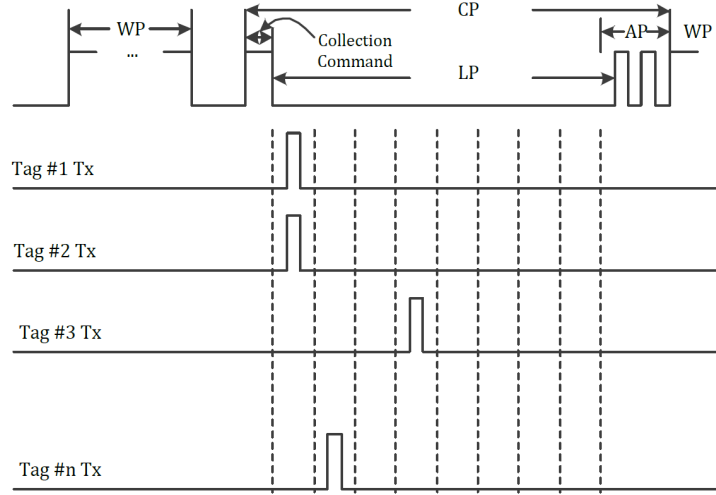 CP
WP
AP
WP
...
Collection
Command
LP
Tag #1 Tx
Tag #2 Tx
Tag #3 Tx
Tag #n Tx